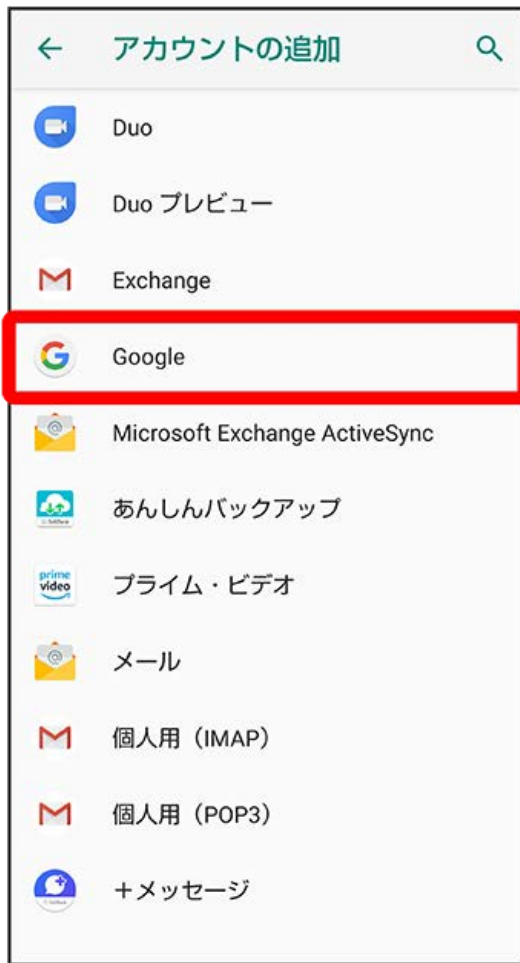 アカウントの追加
Duo
Duo プレビュー
Exchange
Google
Microsoft Exchange ActiveSync
あんしんバックアップ
prime
video
プライム・ビデオ
メール
個人用（IMAP）
個人用（POP3）
＋メッセージ